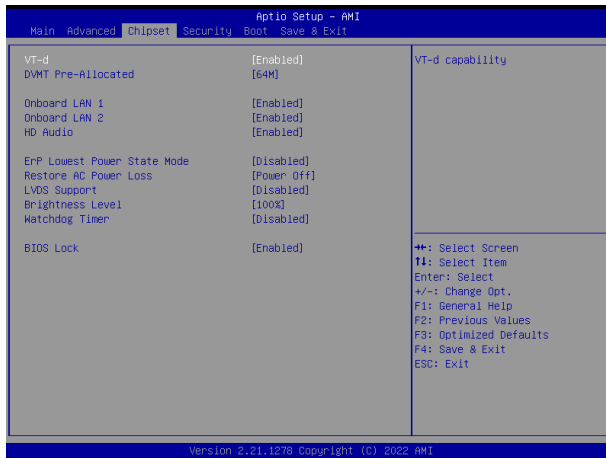 Aptio Setup – AMI
Main Advanced Chipset Security Boot Save & Exit
VT-d [Enabled]
DVMT Pre-Allocated [64M]
Onboard LAN 1 [Enabled]
Onboard LAN 2 [Enabled]
HD Audio [Enabled]
ErP Lowest Power State Mode [Disabled]
Restore AC Power Loss [Power Off]
LVDS Support [Disabled]
Brightness Level [100%]
Watchdog Timer [Disabled]
BIOS Lock [Enabled]
VT-d capability
→←: Select Screen
↑↓: Select Item
Enter: Select
+/-: Change Opt.
F1: General Help
F2: Previous Values
F3: Optimized Defaults
F4: Save & Exit
ESC: Exit
Version 2.21.1278 Copyright (C) 2022 AMI